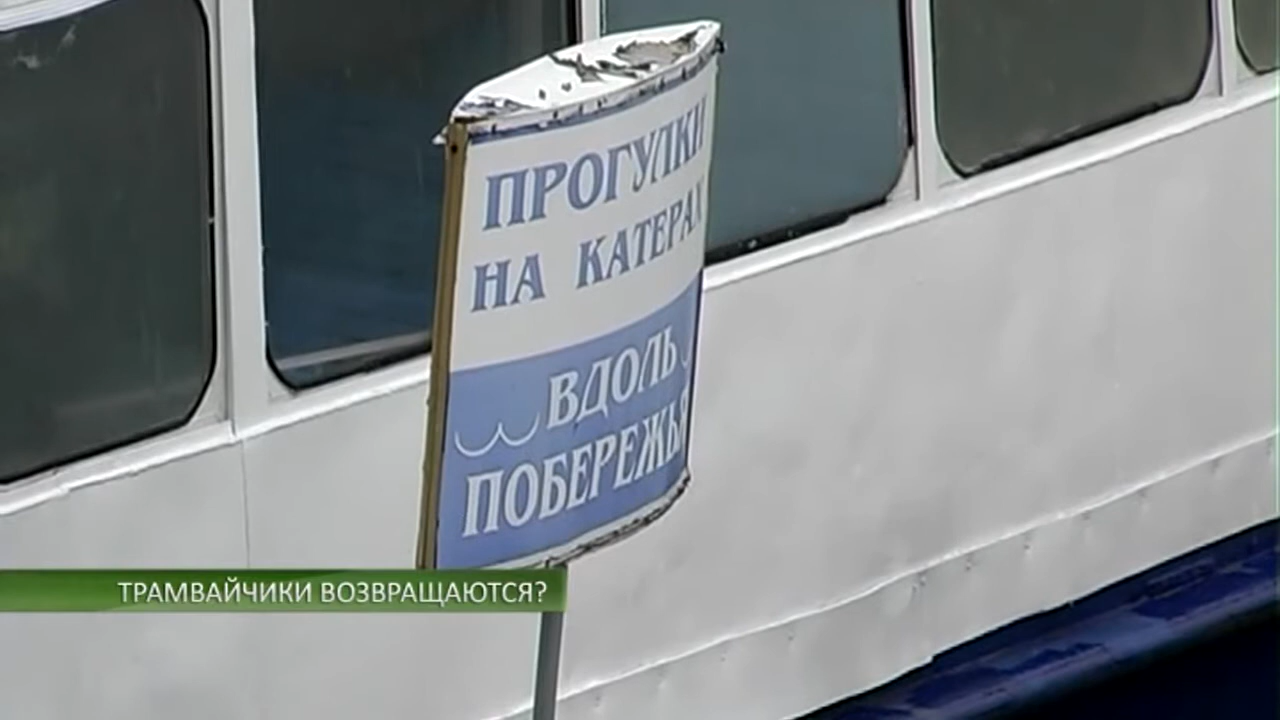 ПРОГУЛКИ
НА КАТЕРАХ
ВДОЛЬ
ПОБЕРЕЖЬЯ
ТРАМВАЙЧИКИ ВОЗВРАЩАЮТСЯ?